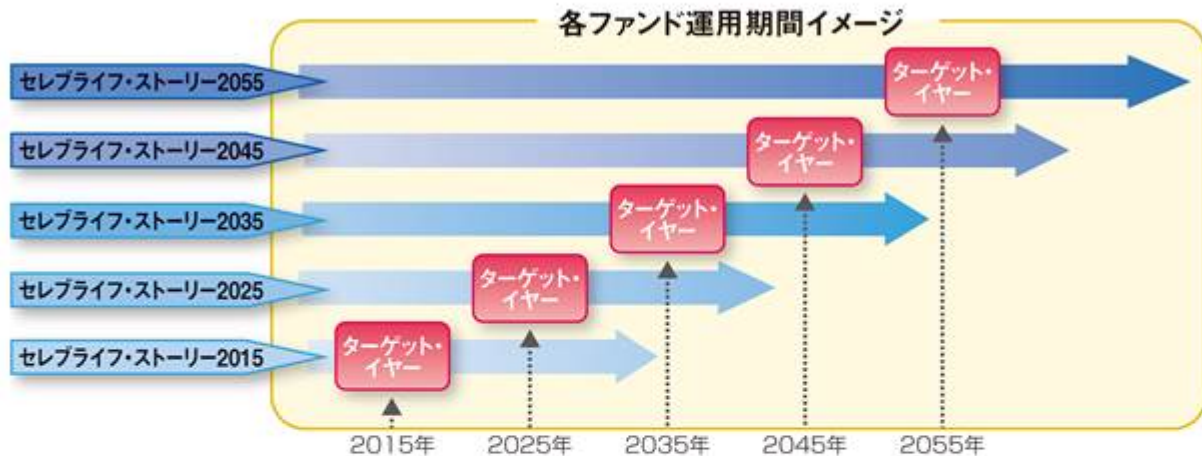 各ファンド運用期間イメージ
セレブライフ・ストーリー2055
ターゲット・
イヤー
セレブライフ・ストーリー2045
ターゲット・
イヤー
セレブライフ・ストーリー2035
ターゲット・
イヤー
セレブライフ・ストーリー2025
ターゲット・
イヤー
セレブライフ・ストーリー2015
ターゲット・
イヤー
2015年 2025年 2035年 2045年 2055年